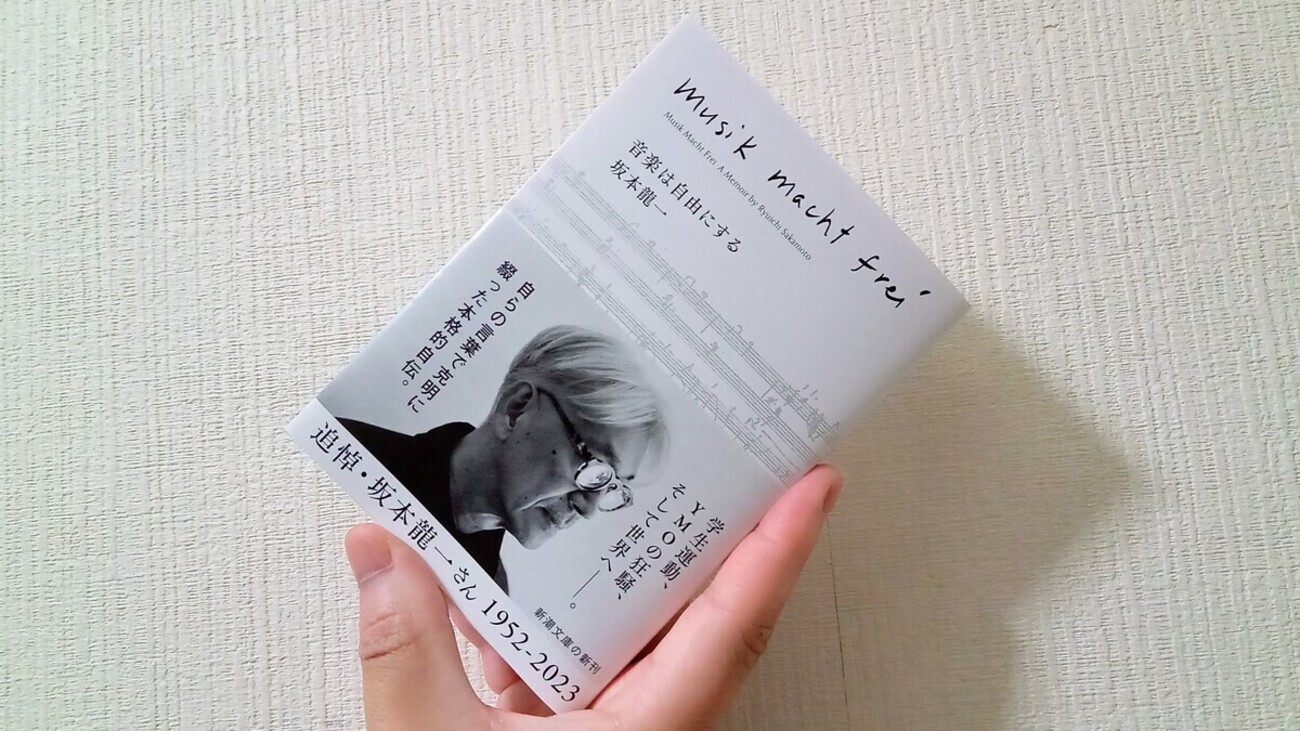 musik macht frei
Musik Macht Frei A Memoir by Ryuichi Sakamoto
音楽は自由にする
坂本龍一
自らの言葉で克明に
綴った本格的自伝。
学生運動、
YMOの狂騒、
そして世界へ――。
新潮文庫の新刊
追悼・坂本龍一さん 1952-2023